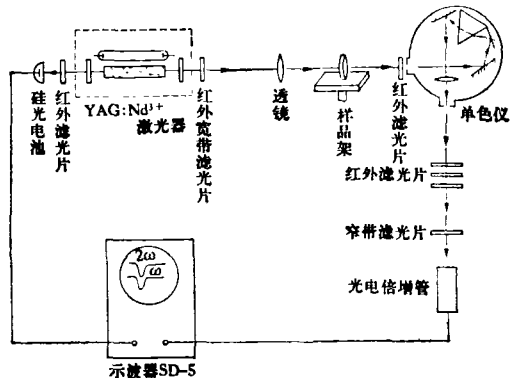 硅光电池
红外滤光片
YAG:Nd³⁺
激光器
红外宽带滤光片
透镜
样品架
红外滤光片
单色仪
红外滤光片
窄带滤光片
光电倍增管
2ω
ω
示波器SD-5